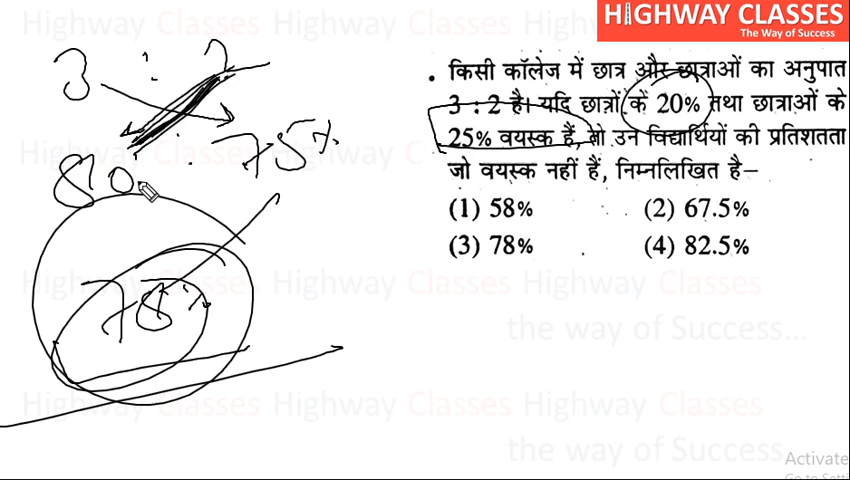 HIGHWAY CLASSES
The Way of Success
3 : 2
80 : 75%
78%
• किसी कॉलेज में छात्र और छात्राओं का अनुपात
3 : 2 है। यदि छात्रों के 20% तथा छात्राओं के
25% वयस्क हैं, तो उन विद्यार्थियों की प्रतिशतता
जो वयस्क नहीं हैं, निम्नलिखित है–
(1) 58% (2) 67.5%
(3) 78% (4) 82.5%
Highway Classes Highway Classes Highway Classes
the way of Success...
Highway Classes Highway Classes Highway Classes
the way of Success
Activate